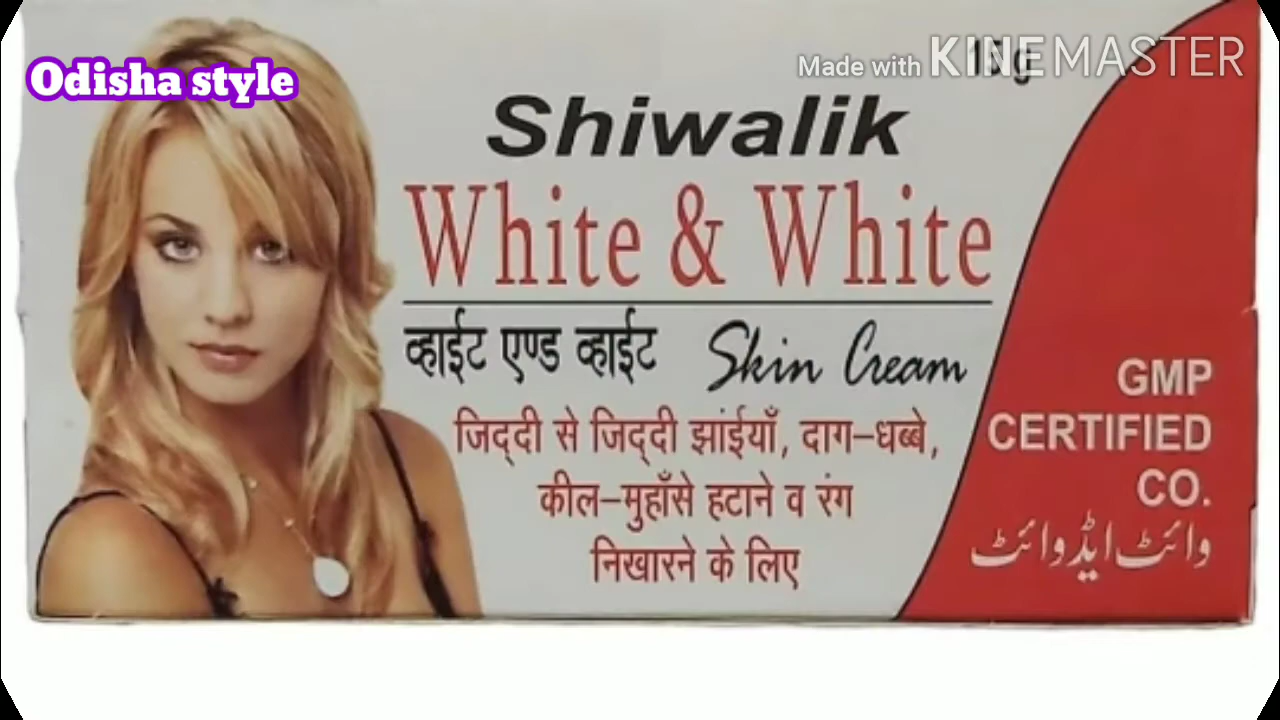 Odisha style
Made with KINEMASTER
15g
Shiwalik
White & White
व्हाईट एण्ड व्हाईट Skin Cream
जिद्दी से जिद्दी झांईयाँ, दाग-धब्बे,
कील-मुहाँसे हटाने व रंग
निखारने के लिए
GMP
CERTIFIED
CO.
وائٹ اینڈ وائٹ